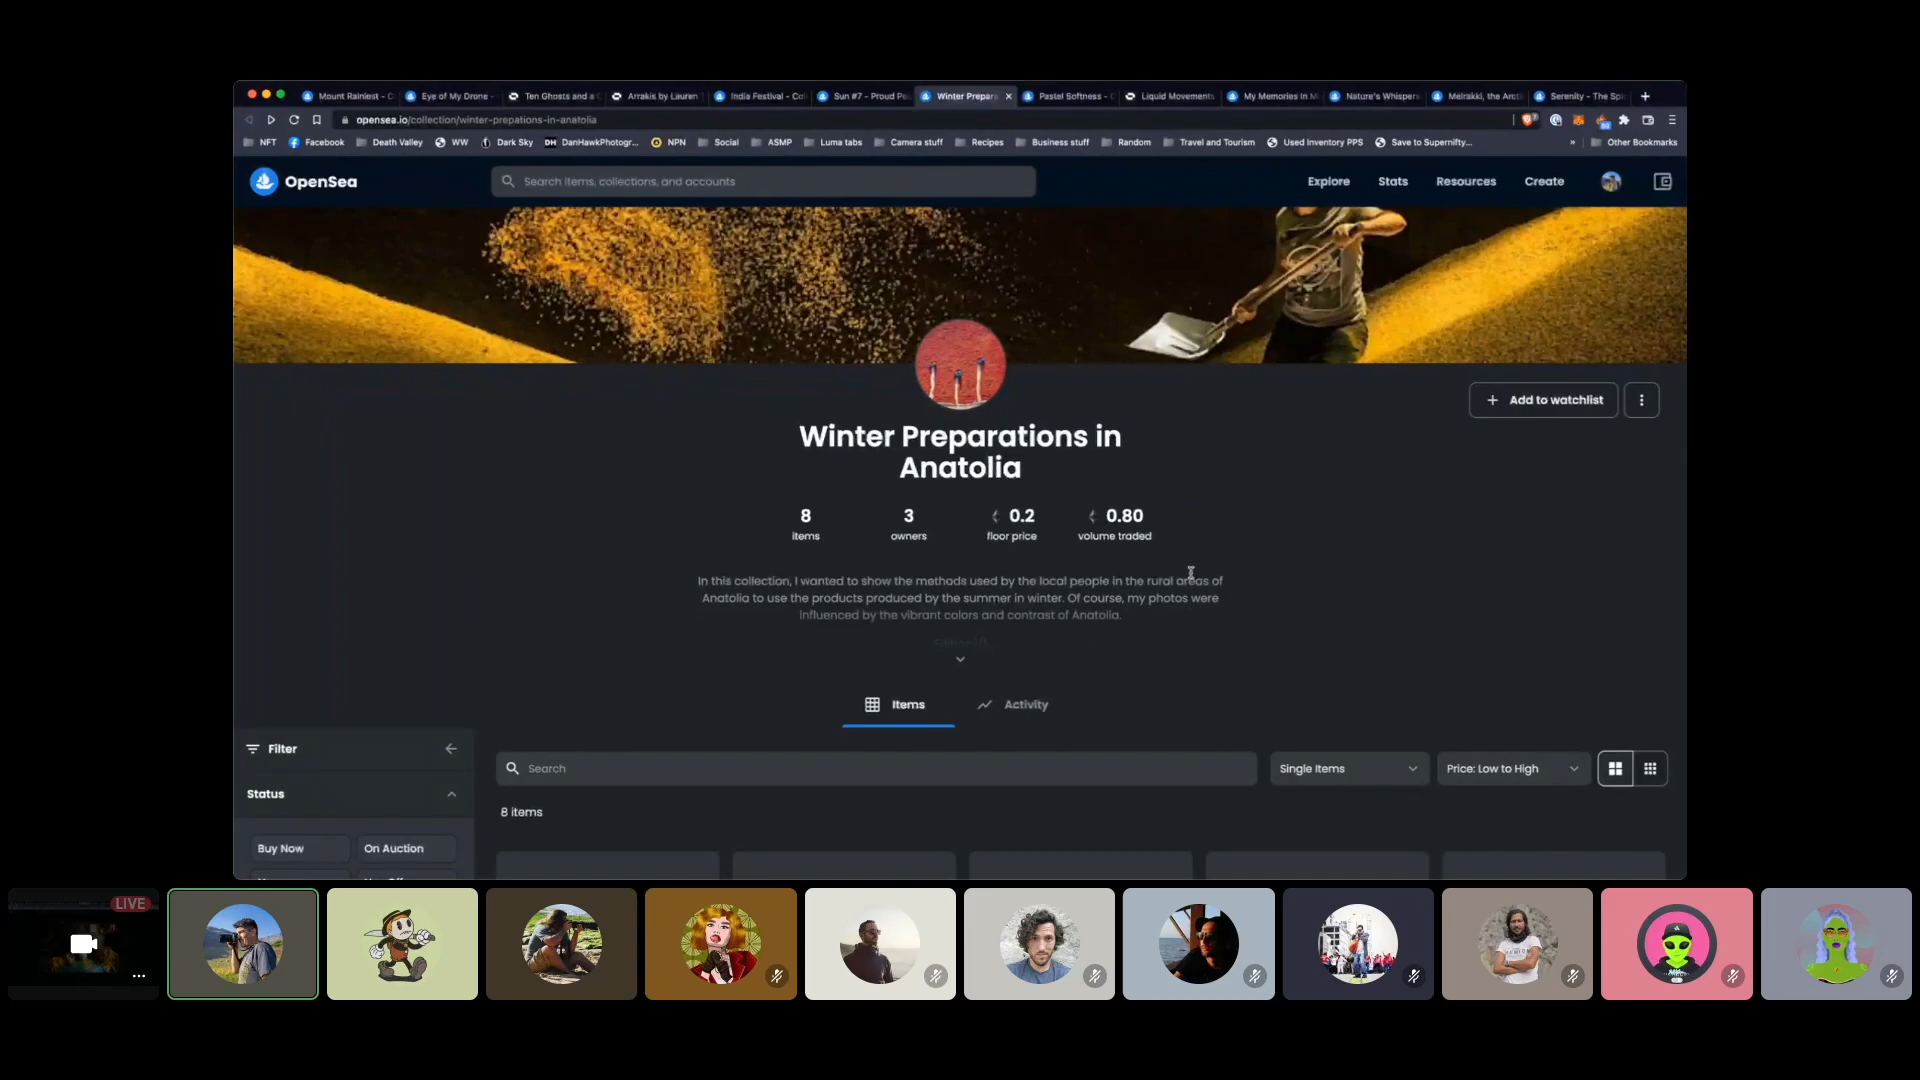 Mount Rainiest - C
Eye of My Drone -
Ten Ghosts and a
Arrakis by Lauren
India Festival - Col
Sun #7 - Proud Pe
Winter Prepara
Pastel Softness - C
Liquid Movements
My Memories In M
Nature's Whispers
Melrakki, the Arct
Serenity - The Spi
opensea.io/collection/winter-prepations-in-anatolia
NFT
Facebook
Death Valley
WW
Dark Sky
DH DanHawkPhotogr...
NPN
Social
ASMP
Luma tabs
Camera stuff
Recipes
Business stuff
Random
Travel and Tourism
Used Inventory PPS
Save to Supernifty...
»
Other Bookmarks
OpenSea
Search items, collections, and accounts
Explore
Stats
Resources
Create
+ Add to watchlist
Winter Preparations in
Anatolia
8
3
0.2
0.80
items
owners
floor price
volume traded
In this collection, I wanted to show the methods used by the local people in the rural areas of
Anatolia to use the products produced by the summer in winter. Of course, my photos were
influenced by the vibrant colors and contrast of Anatolia.
Items
Activity
Filter
Search
Single Items
Price: Low to High
Status
8 items
Buy Now
On Auction
LIVE